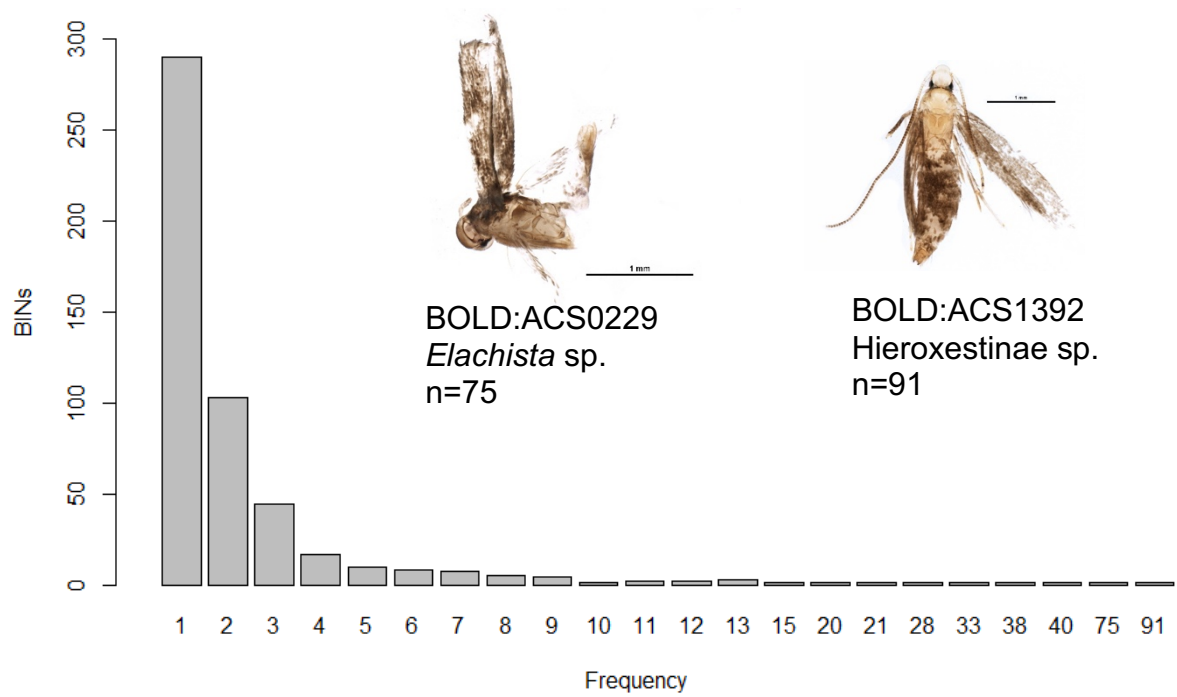 300
250
200
150
100
50
0
BINs
1 mm
1 mm
BOLD:ACS0229
Elachista sp.
n=75
BOLD:ACS1392
Hieroxestinae sp.
n=91
1 2 3 4 5 6 7 8 9 10 11 12 13 15 20 21 28 33 38 40 75 91
Frequency